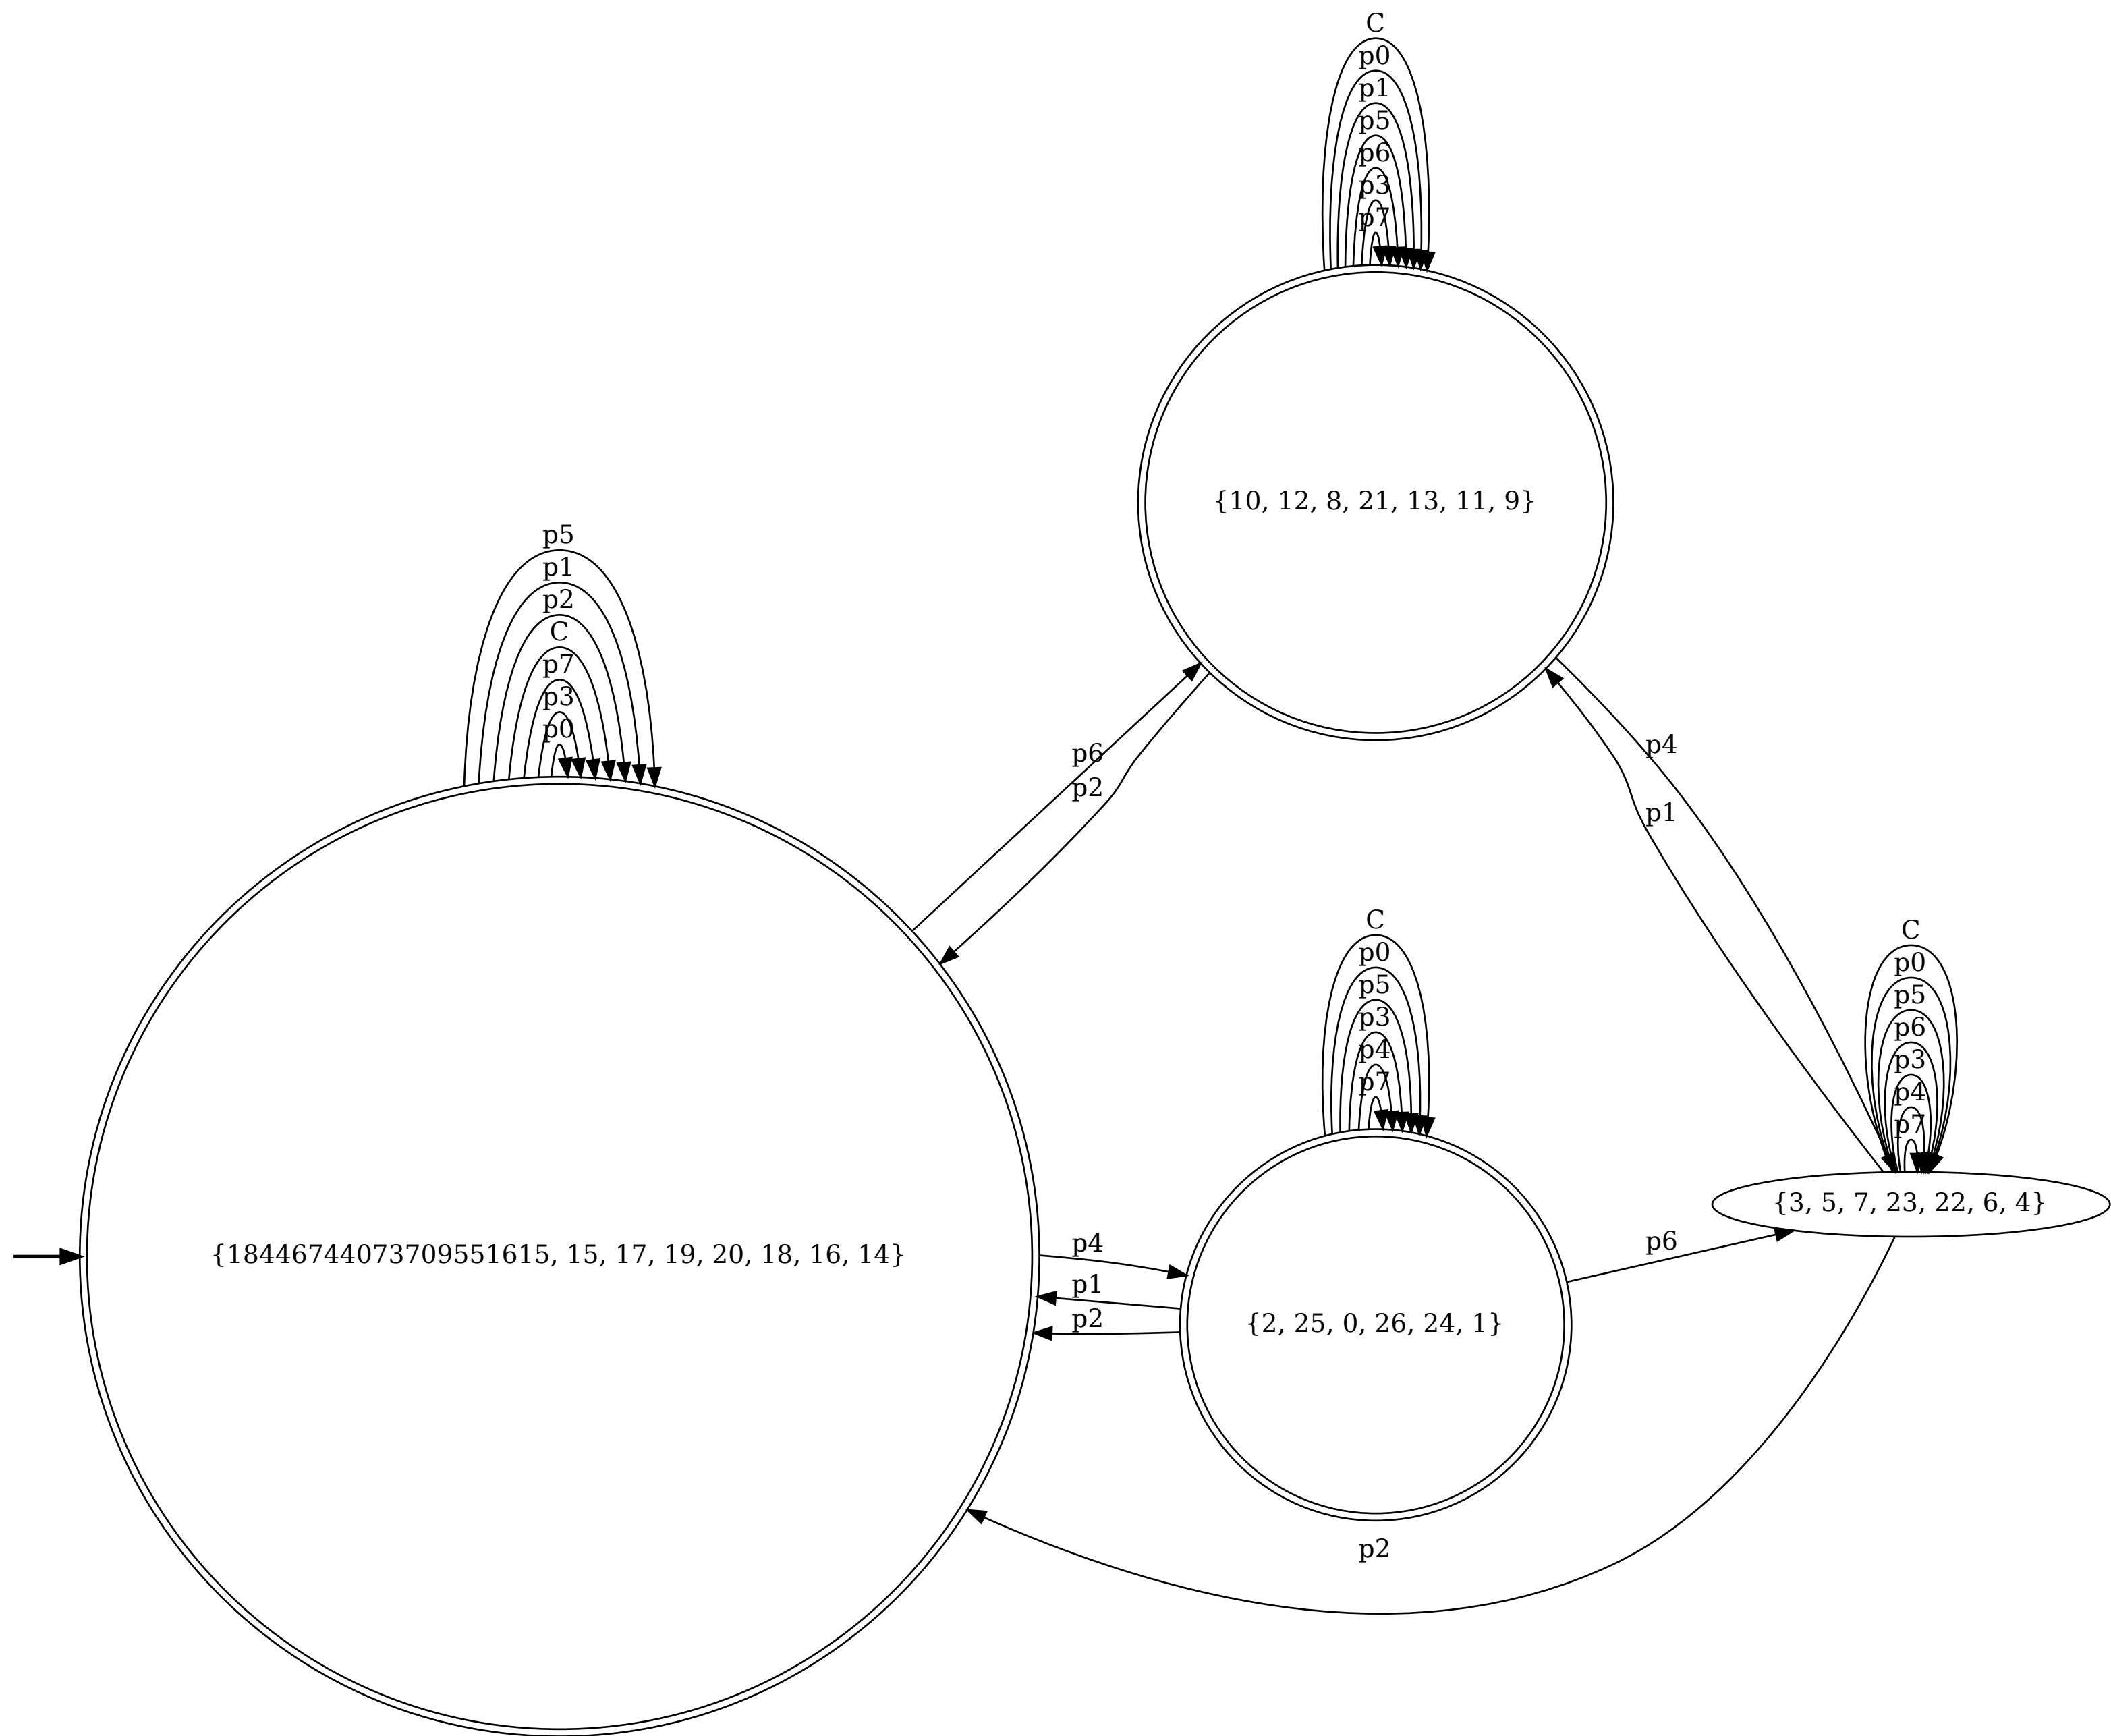 C
p0
p1
p5
p6
p3
p7
{10, 12, 8, 21, 13, 11, 9}
p5
p1
p2
C
p7
p3
p0
p6
p2
p4
p1
C
p0
p5
p3
p4
p7
C
p0
p5
p6
p3
p4
p7
{3, 5, 7, 23, 22, 6, 4}
{18446744073709551615, 15, 17, 19, 20, 18, 16, 14}
p4
p1
p2
p6
{2, 25, 0, 26, 24, 1}
p2